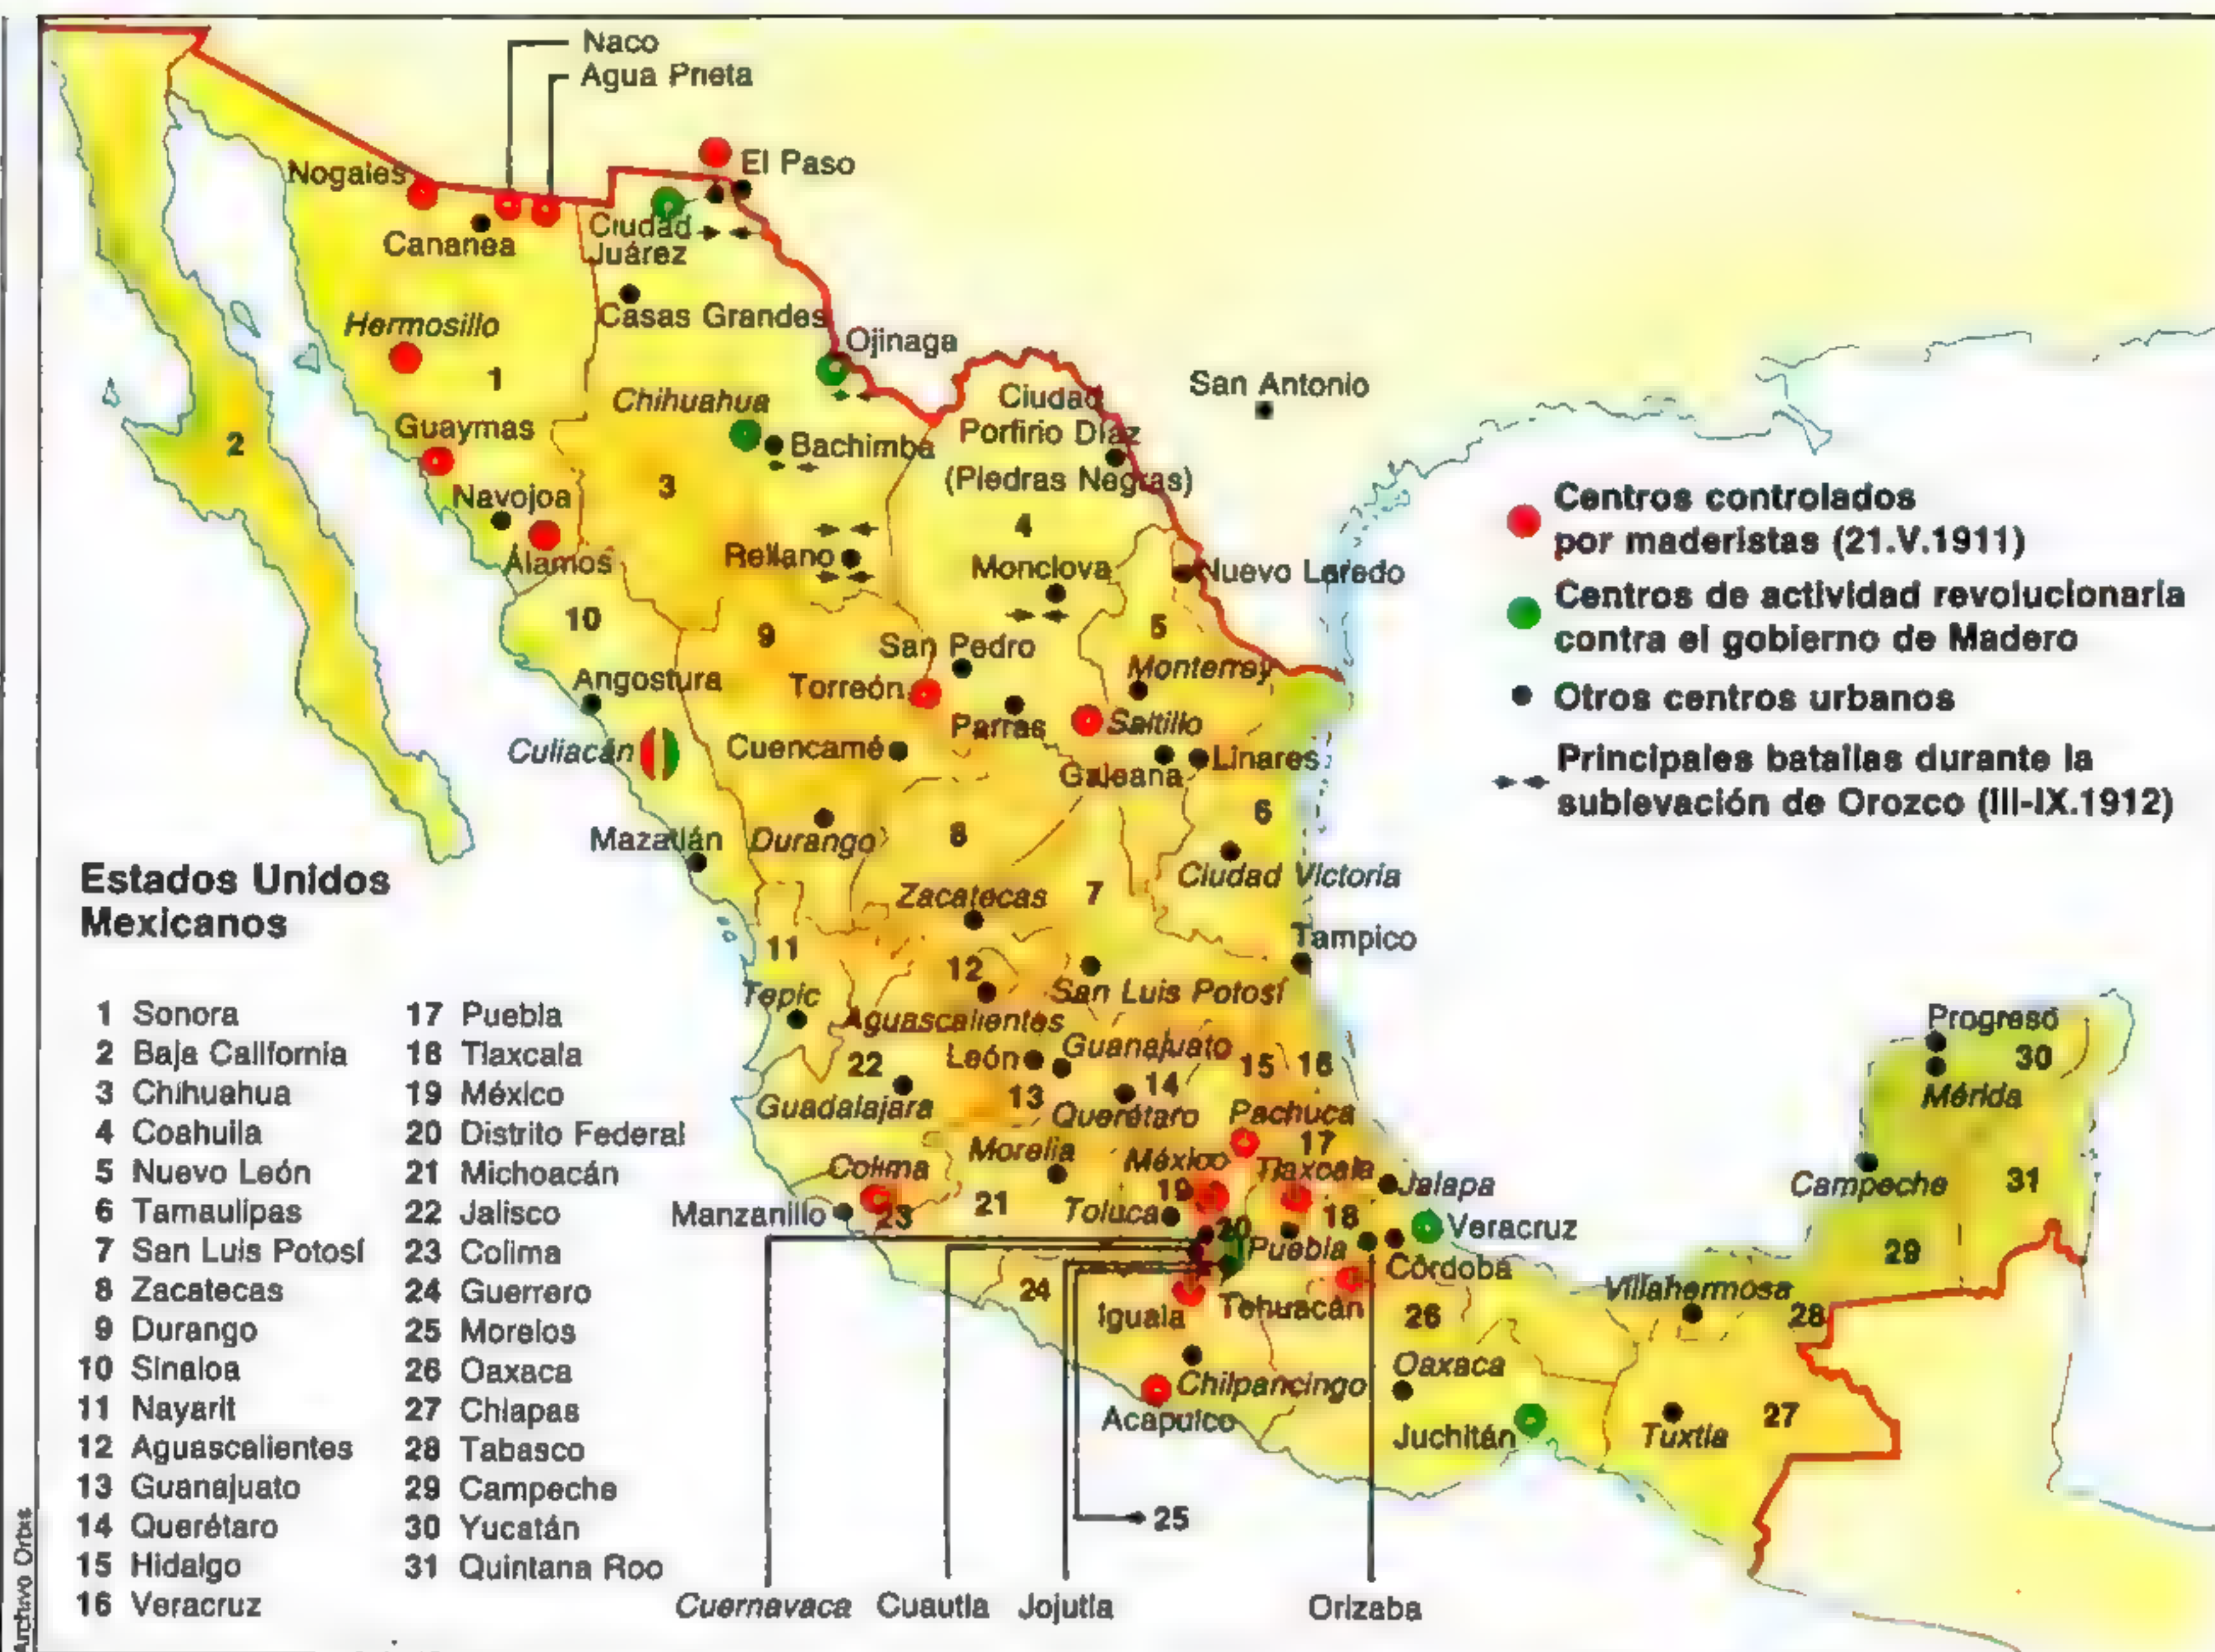 Naco
Agua Prieta
El Paso
Nogales
Ciudad
Juárez
Cananea
Casas Grandes
Hermosillo
Ojinaga
1
San Antonio
Chihuahua
Ciudad
Porfirio Díaz
(Piedras Negras)
Guaymas
2
Bachimba
3
Navojoa
4
Centros controlados
por maderistas (21.V.1911)
Centros de actividad revolucionaria
contra el gobierno de Madero
Otros centros urbanos
Principales batallas durante la
sublevación de Orozco (III-IX.1912)
Álamos
Rellano
Monclova
Nuevo Laredo
10
9
5
San Pedro
Monterrey
Angostura
Torreón
Parras
Saltillo
Culiacán
Cuencamé
Galeana
Linares
6
Mazatlán
Durango
8
Ciudad Victoria
Zacatecas
7
Tampico
11
12
Tepic
San Luis Potosí
Aguascalientes
León
Guanajuato
22
15
16
13
14
Guadalajara
Querétaro
Pachuca
17
Morelia
México
Tlaxcala
Colima
19
Jalapa
Manzanillo
23
21
Toluca
18
20
Puebla
Veracruz
Córdoba
24
Iguala
Tehuacán
26
Villahermosa
28
Chilpancingo
Oaxaca
Acapulco
Juchitán
Tuxtla
27
25
Progreso
30
Mérida
Campeche
31
29
Cuernavaca
Cuautla
Jojutla
Orizaba
Estados Unidos
Mexicanos
1 Sonora
2 Baja California
3 Chihuahua
4 Coahuila
5 Nuevo León
6 Tamaulipas
7 San Luis Potosí
8 Zacatecas
9 Durango
10 Sinaloa
11 Nayarit
12 Aguascalientes
13 Guanajuato
14 Querétaro
15 Hidalgo
16 Veracruz
17 Puebla
18 Tlaxcala
19 México
20 Distrito Federal
21 Michoacán
22 Jalisco
23 Colima
24 Guerrero
25 Morelos
26 Oaxaca
27 Chiapas
28 Tabasco
29 Campeche
30 Yucatán
31 Quintana Roo
Archivo Orbis